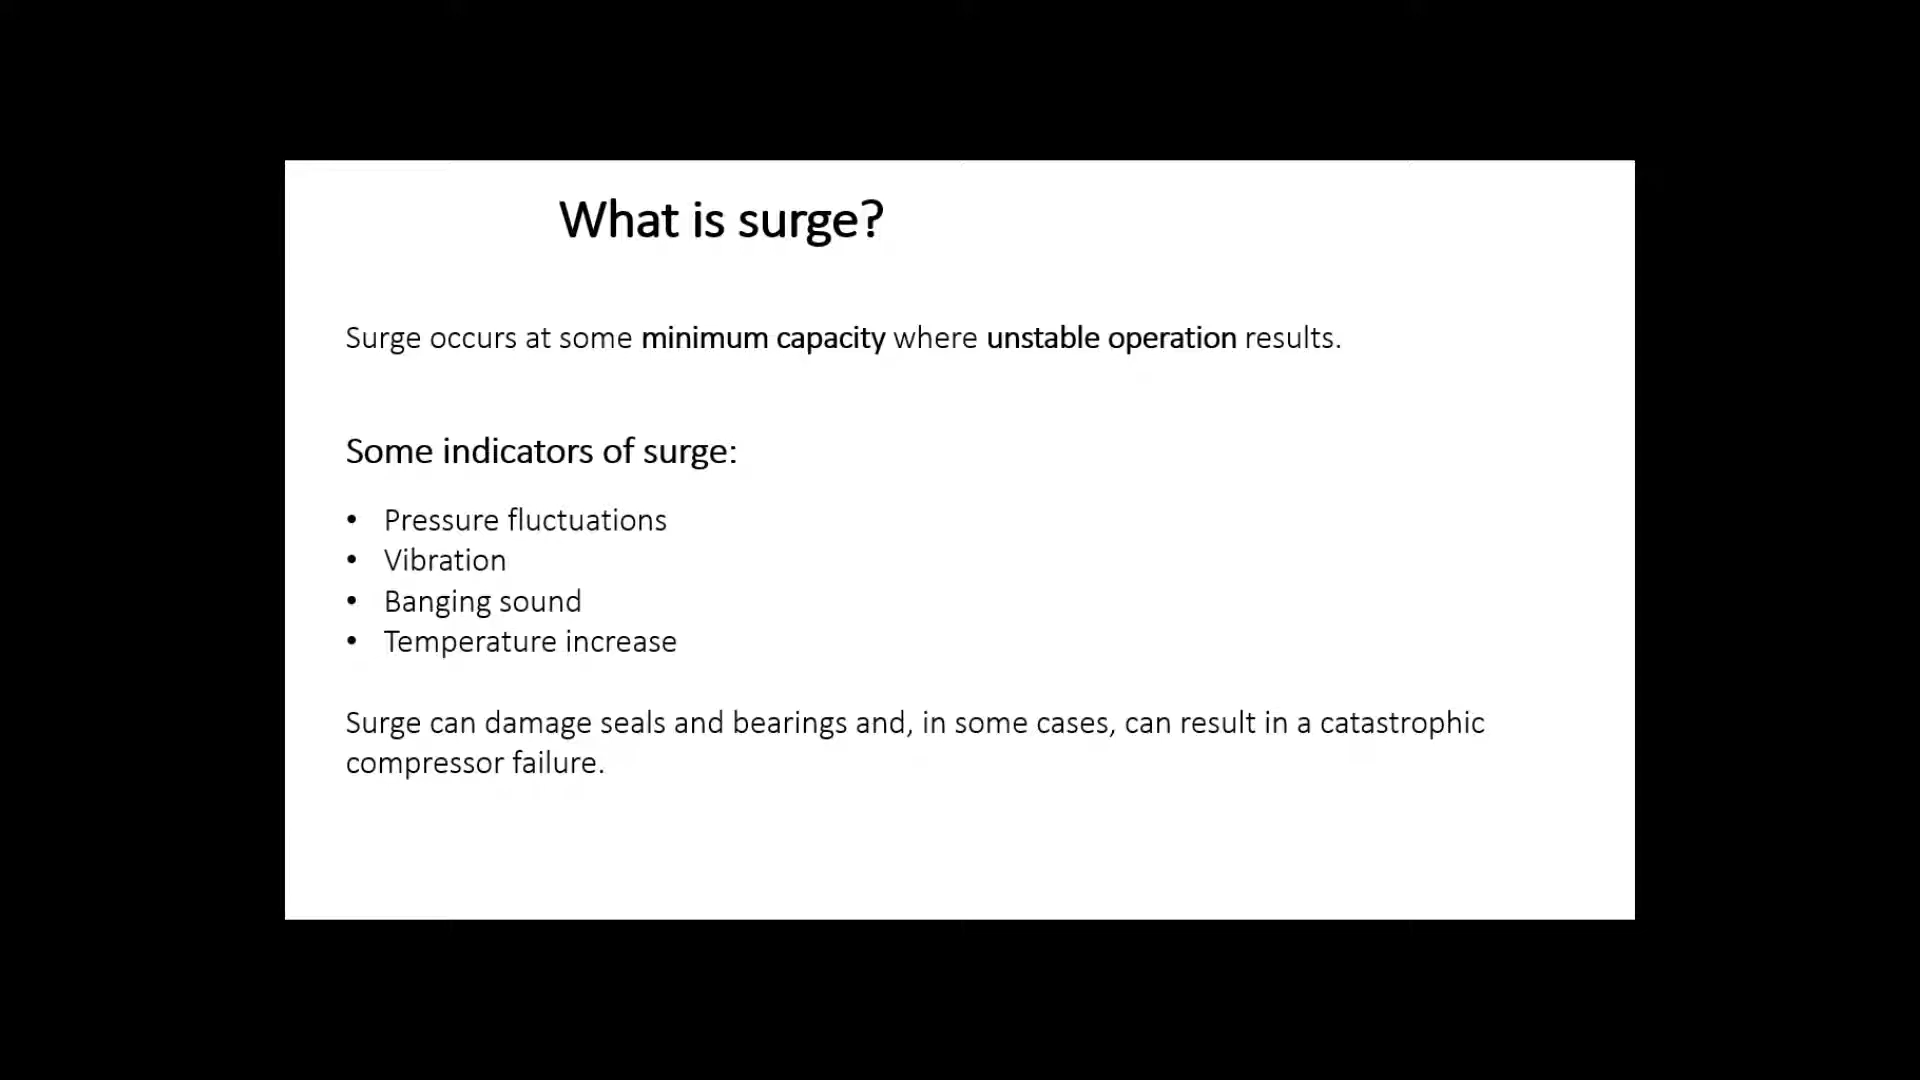 What is surge?
Surge occurs at some minimum capacity where unstable operation results.
Some indicators of surge:
• Pressure fluctuations
• Vibration
• Banging sound
• Temperature increase
Surge can damage seals and bearings and, in some cases, can result in a catastrophic
compressor failure.